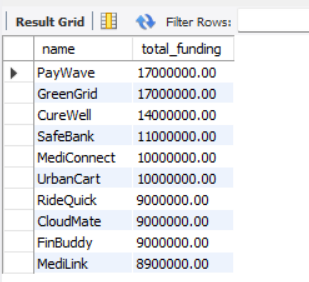 Result Grid Filter Rows:
name total_funding
PayWave 17000000.00
GreenGrid 17000000.00
CureWell 14000000.00
SafeBank 11000000.00
MediConnect 10000000.00
UrbanCart 10000000.00
RideQuick 9000000.00
CloudMate 9000000.00
FinBuddy 9000000.00
MediLink 8900000.00